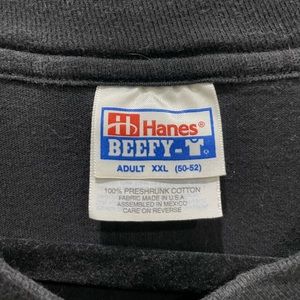 Hanes®
BEEFY-T®
ADULT XXL (50-52)
100% PRESHRUNK COTTON
FABRIC MADE IN U.S.A.
ASSEMBLED IN MEXICO
CARE ON REVERSE